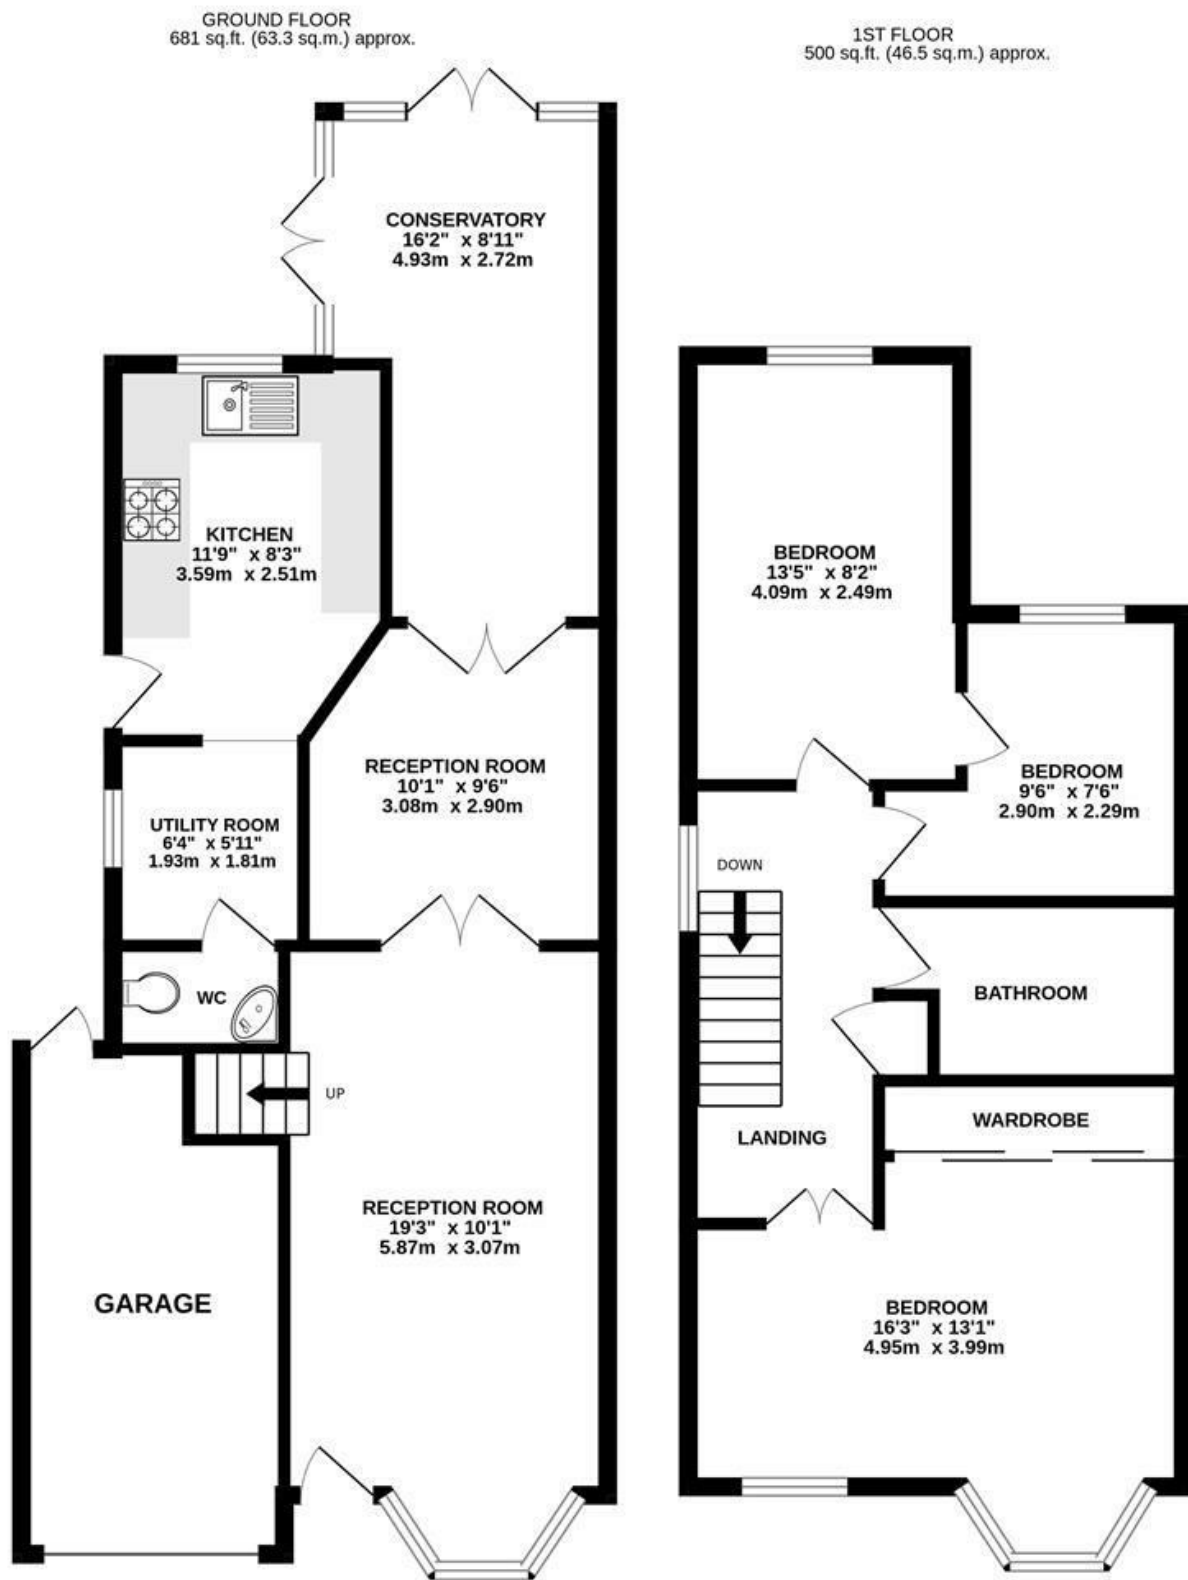 GROUND FLOOR
681 sq.ft. (63.3 sq.m.) approx.
1ST FLOOR
500 sq.ft. (46.5 sq.m.) approx.
CONSERVATORY
16'2" x 8'11"
4.93m x 2.72m
KITCHEN
11'9" x 8'3"
3.59m x 2.51m
RECEPTION ROOM
10'1" x 9'6"
3.08m x 2.90m
UTILITY ROOM
6'4" x 5'11"
1.93m x 1.81m
WC
UP
RECEPTION ROOM
19'3" x 10'1"
5.87m x 3.07m
GARAGE
BEDROOM
13'5" x 8'2"
4.09m x 2.49m
BEDROOM
9'6" x 7'6"
2.90m x 2.29m
DOWN
BATHROOM
WARDROBE
LANDING
BEDROOM
16'3" x 13'1"
4.95m x 3.99m